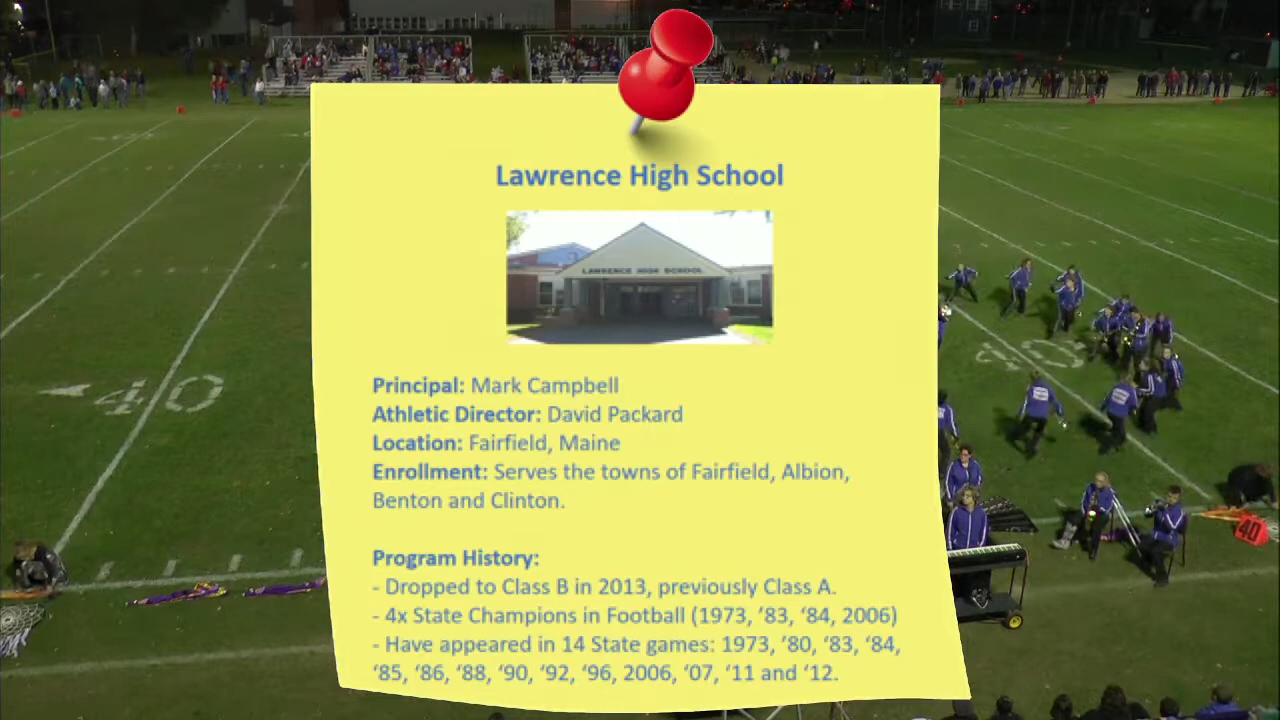 Lawrence High School
LAWRENCE HIGH SCHOOL
Principal: Mark Campbell
Athletic Director: David Packard
Location: Fairfield, Maine
Enrollment: Serves the towns of Fairfield, Albion,
Benton and Clinton.
Program History:
- Dropped to Class B in 2013, previously Class A.
- 4x State Champions in Football (1973, ‘83, ‘84, 2006)
- Have appeared in 14 State games: 1973, ‘80, ‘83, ‘84,
‘85, ‘86, ‘88, ‘90, ‘92, ‘96, 2006, ‘07, ‘11 and ‘12.
40
40
40